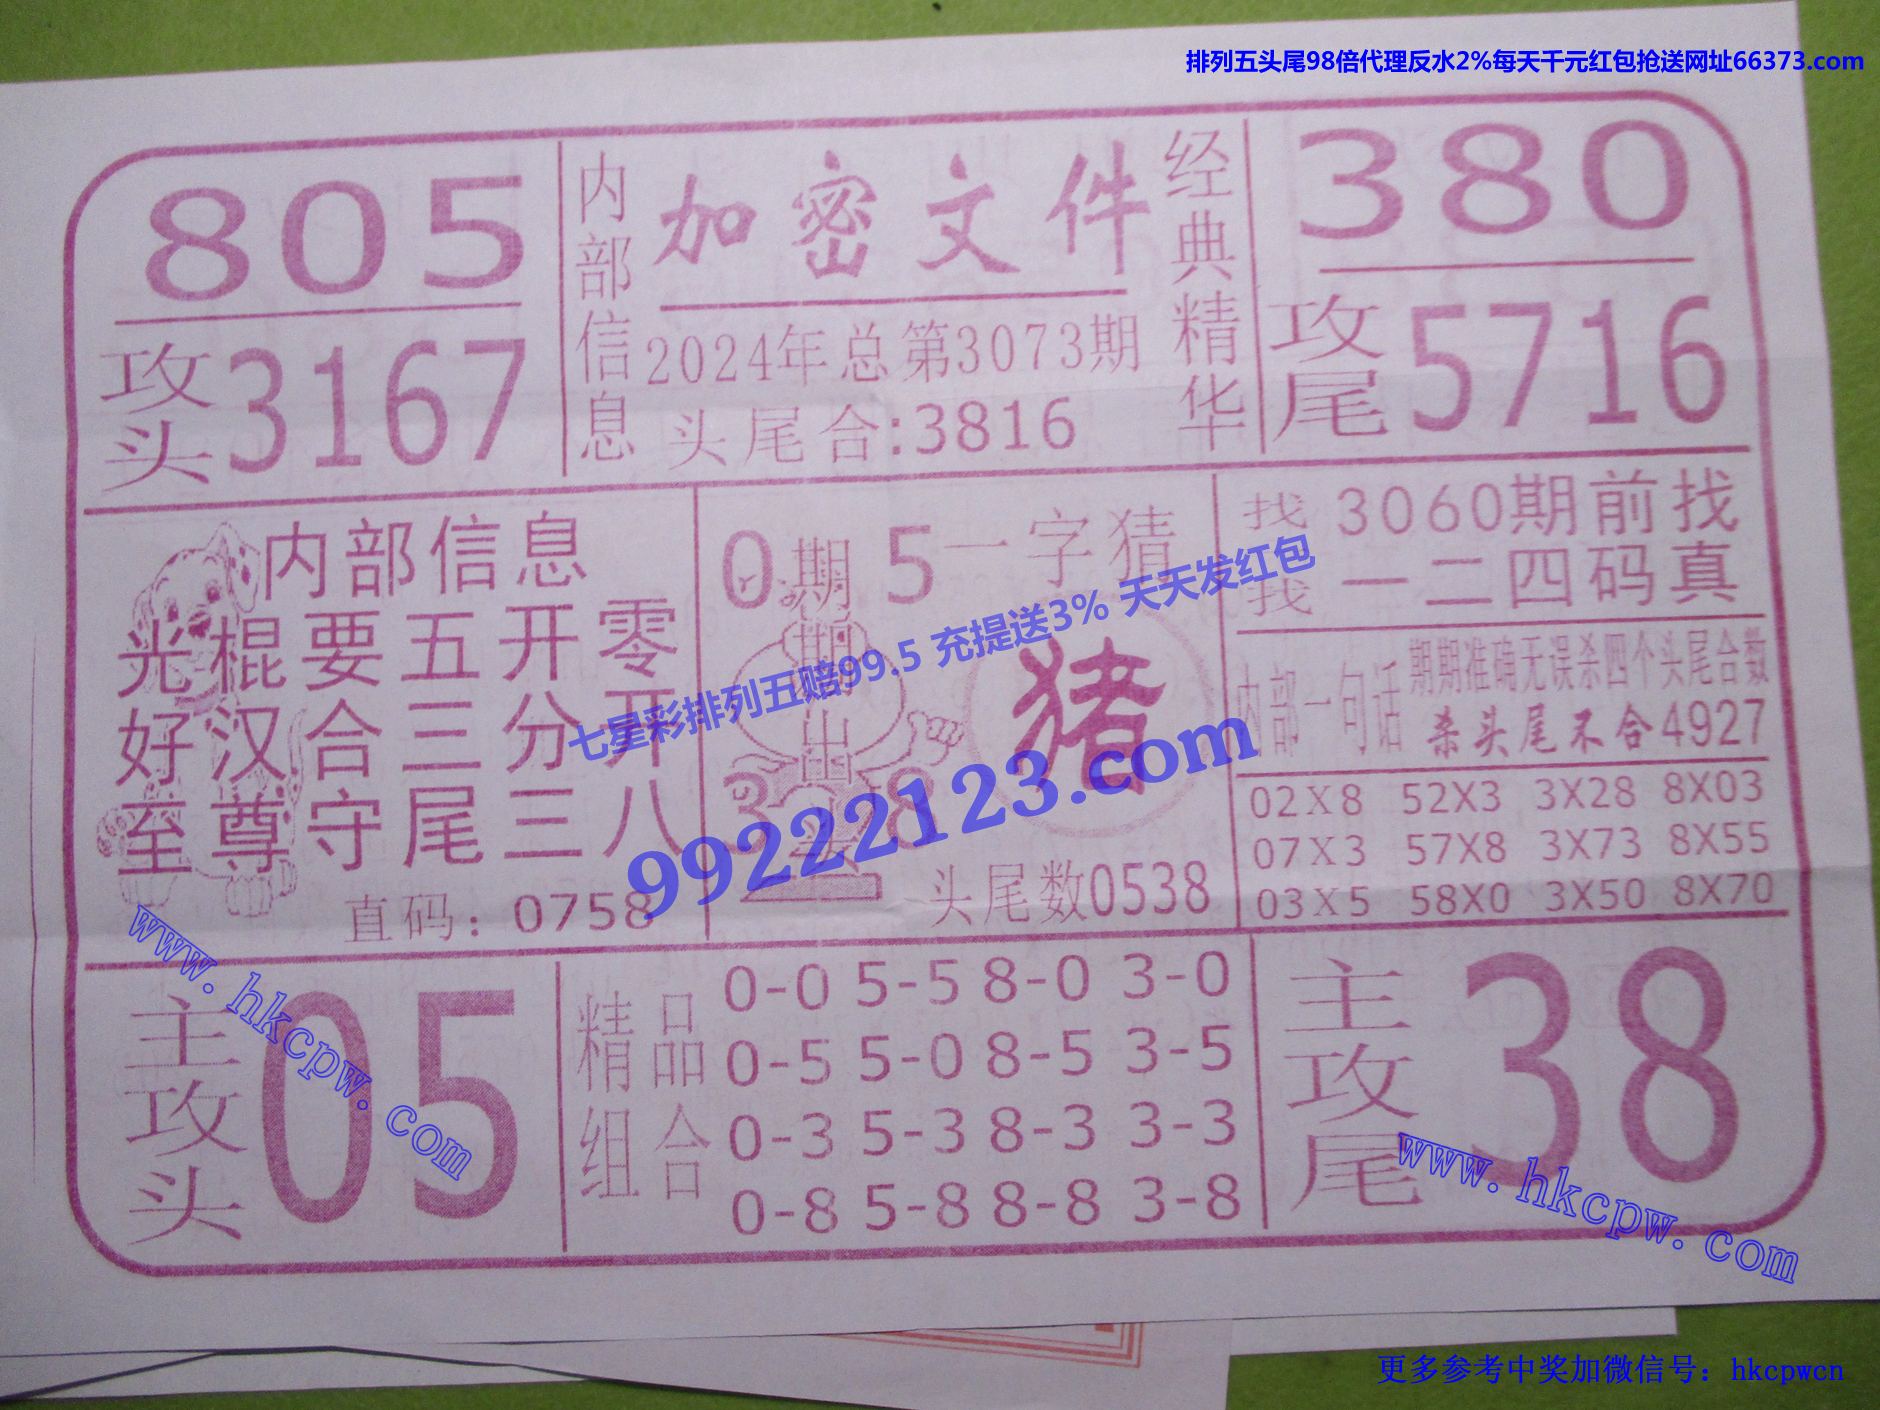 排列五头尾98倍代理反水2%每天千元红包抢送网址66373.com
805
攻头3167
内部信息
加密文件
2024年总第3073期
头尾合:3816
经典精华
380
攻尾5716
内部信息
光棍要五开零
好汉合三分开
至尊守尾三八
直码: 0758
0 5
期期出
3 头 8
一字猜
猪
头尾数0538
找找
3060期前找
一二四码真
内部一句话
期期准确无误杀四个头尾合数
杀头尾不合4927
02X8 52X3 3X28 8X03
07X3 57X8 3X73 8X55
03X5 58X0 3X50 8X70
七星彩排列五赔99.5 充提送3% 天天发红包
99222123.com
主攻头05
精品组合
0-0 5-5 8-0 3-0
0-5 5-0 8-5 3-5
0-3 5-3 8-3 3-3
0-8 5-8 8-8 3-8
主攻尾38
www.hkcpw.com
www.hkcpw.com
更多参考中奖加微信号: hkcpwcn